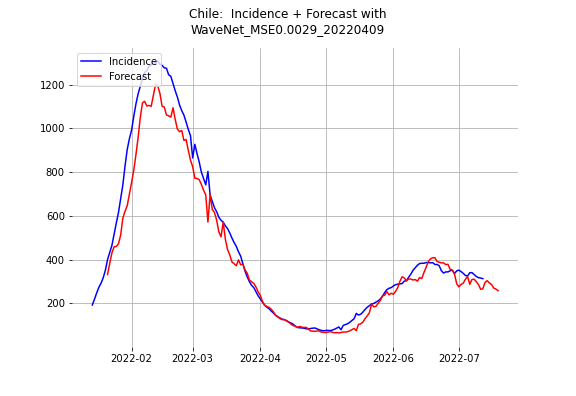 Chile:  Incidence + Forecast with
WaveNet_MSE0.0029_20220409
Incidence
Forecast
1200
1000
800
600
400
200
2022-02 2022-03 2022-04 2022-05 2022-06 2022-07